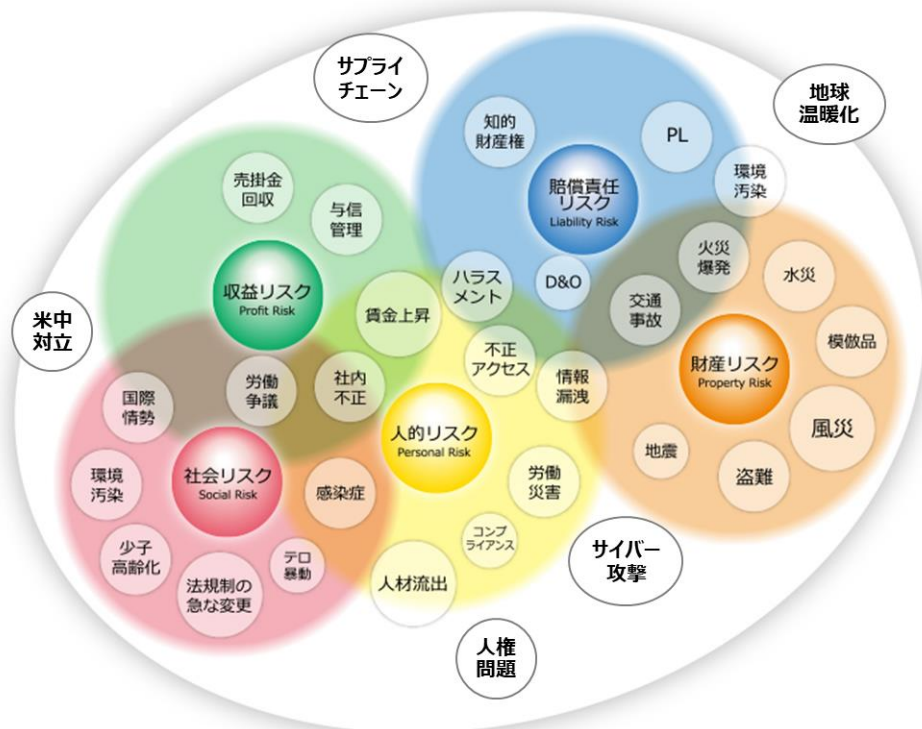 サプライ
チェーン
地球
温暖化
知的
財産権
PL
環境
汚染
賠償責任
リスク
Liability Risk
売掛金
回収
与信
管理
火災
爆発
水災
ハラス
メント
D&O
収益リスク
Profit Risk
賃金上昇
交通
事故
米中
対立
模倣品
不正
アクセス
財産リスク
Property Risk
労働
争議
社内
不正
情報
漏洩
国際
情勢
人的リスク
Personal Risk
風災
地震
盗難
社会リスク
Social Risk
環境
汚染
感染症
労働
災害
コンプ
ライアンス
少子
高齢化
テロ
暴動
サイバー
攻撃
法規制の
急な変更
人材流出
人権
問題